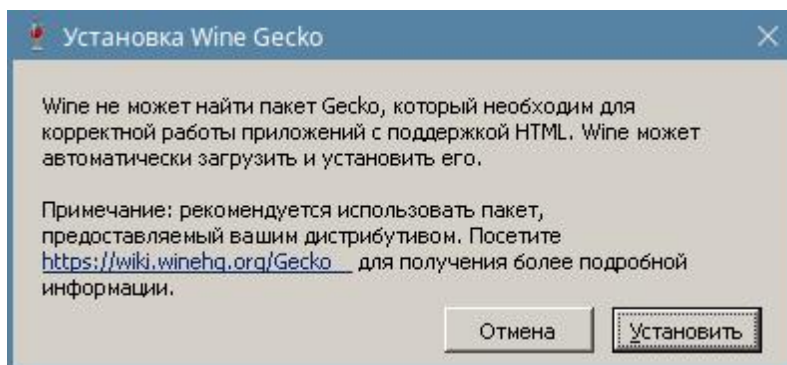 Установка Wine Gecko
Wine не может найти пакет Gecko, который необходим для
корректной работы приложений с поддержкой HTML. Wine может
автоматически загрузить и установить его.
Примечание: рекомендуется использовать пакет,
предоставляемый вашим дистрибутивом. Посетите
https://wiki.winehq.org/Gecko для получения более подробной
информации.
Отмена Установить